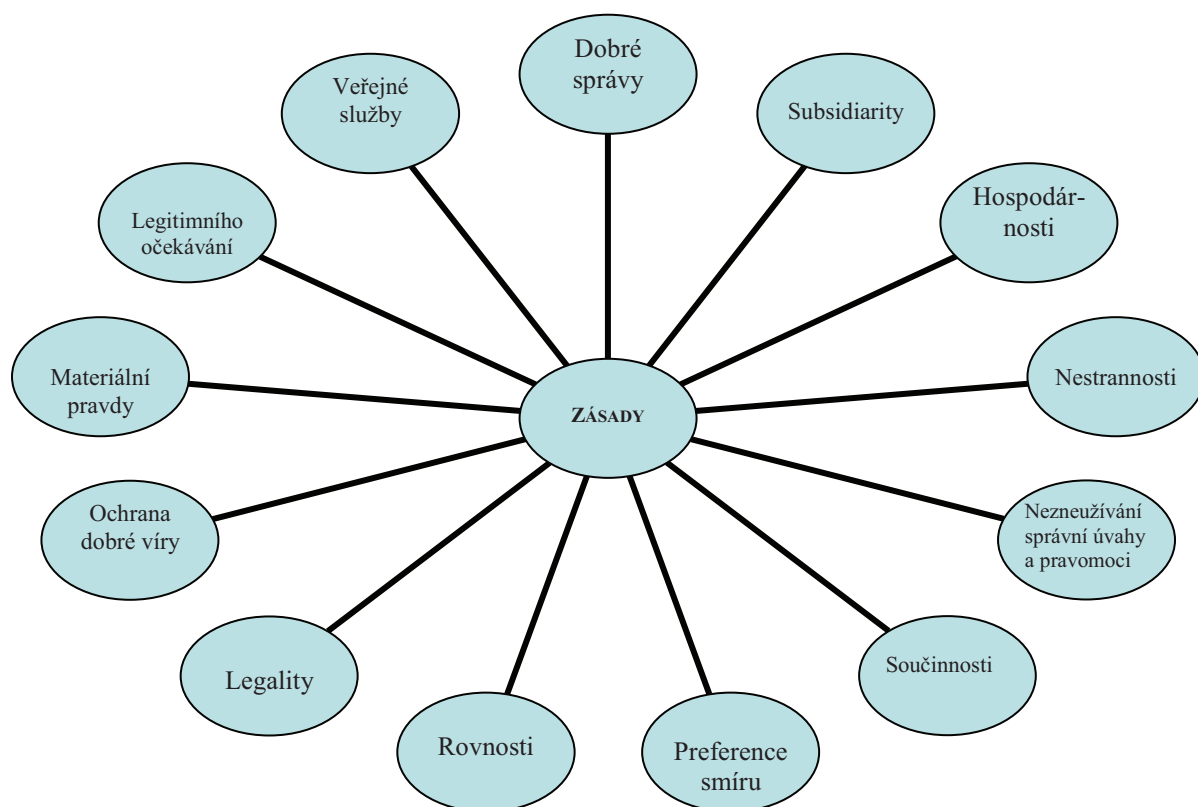 Dobré
správy
Veřejné
služby
Subsidiarity
Legitimního
očekávání
Hospodár-
nosti
Materiální
pravdy
Nestrannosti
ZÁSADY
Ochrana
dobré víry
Nezneužívání
správní úvahy
a pravomoci
Legality
Součinnosti
Rovnosti
Preference
smíru